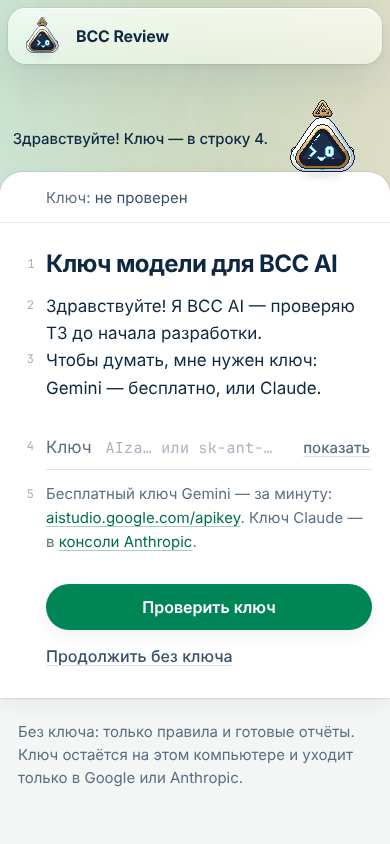 BCC Review
Здравствуйте! Ключ — в строку 4.
Ключ: не проверен
1 Ключ модели для BCC AI
2 Здравствуйте! Я BCC AI — проверяю
ТЗ до начала разработки.
3 Чтобы думать, мне нужен ключ:
Gemini — бесплатно, или Claude.
4 Ключ AIza… или sk-ant-… показать
5 Бесплатный ключ Gemini — за минуту:
aistudio.google.com/apikey. Ключ Claude —
в консоли Anthropic.
Проверить ключ
Продолжить без ключа
Без ключа: только правила и готовые отчёты.
Ключ остаётся на этом компьютере и уходит
только в Google или Anthropic.